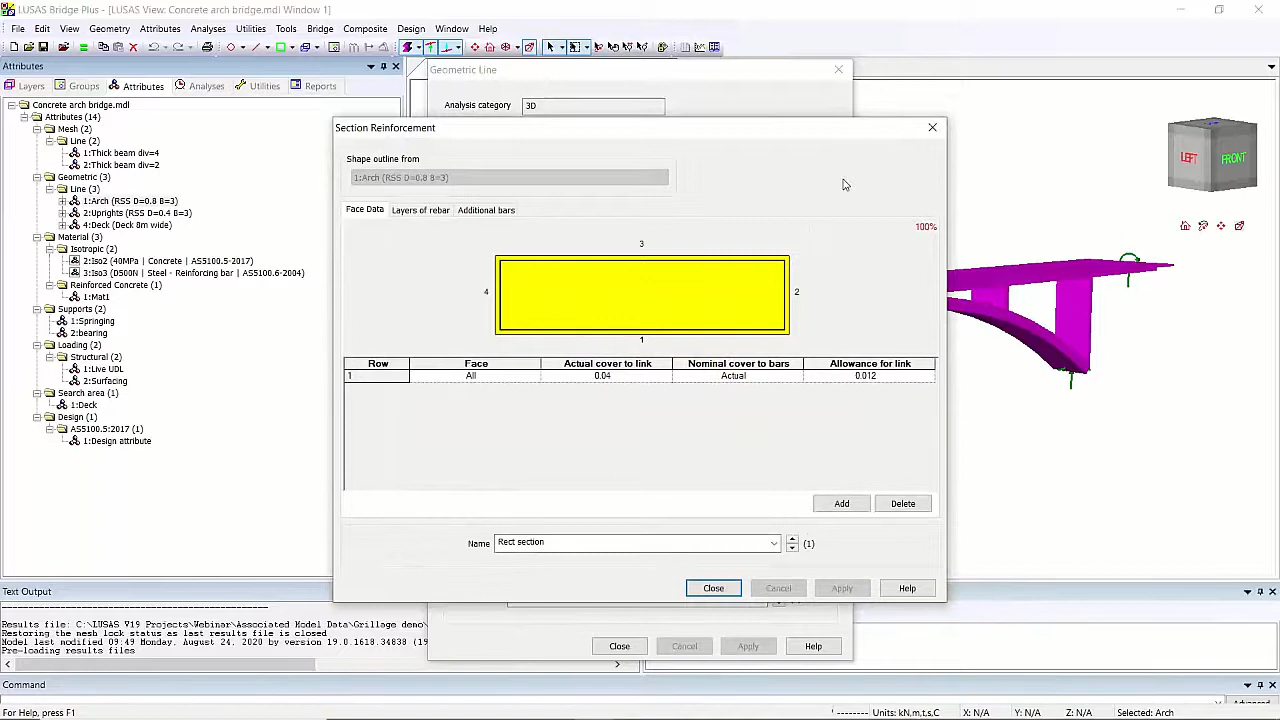 LUSAS Bridge Plus - [LUSAS View: Concrete arch bridge.mdl Window 1]
File Edit View Geometry Attributes Analyses Utilities Tools Bridge Composite Design Window Help
Attributes
Layers Groups Attributes Analyses Utilities Reports
Concrete arch bridge.mdl
Attributes (14)
Mesh (2)
Line (2)
1:Thick beam div=4
2:Thick beam div=2
Geometric (3)
Line (3)
1:Arch (RSS D=0.8 B=3)
2:Uprights (RSS D=0.4 B=3)
4:Deck (Deck 8m wide)
Material (3)
Isotropic (2)
2:Iso2 (40MPa | Concrete | AS5100.5-2017)
3:Iso3 (D500N | Steel - Reinforcing bar | AS5100.6-2004)
Reinforced Concrete (1)
1:Mat1
Supports (2)
1:Springing
2:bearing
Loading (2)
Structural (2)
1:Live UDL
2:Surfacing
Search area (1)
1:Deck
Design (1)
AS5100.5:2017 (1)
1:Design attribute
Geometric Line
Analysis category 3D
Section Reinforcement
Shape outline from
1:Arch (RSS D=0.8 B=3)
Face Data Layers of rebar Additional bars
100%
3
4 2
1
Row Face Actual cover to link Nominal cover to bars Allowance for link
1 All 0.04 Actual 0.012
Add Delete
Name Rect section (1)
Close Cancel Apply Help
Close Cancel Apply Help
LEFT FRONT
Text Output
Results file: C:\LUSAS V19 Projects\Webinar\Associated Model Data\Grillage demo\
Restoring the mesh lock status as last results file is closed
Model last modified 09:49 Monday, August 24, 2020 by version 19.0.1618.34838 (19
Pre-loading results files
Command
Advanced
For Help, press F1
Units: kN,m,t,s,C X: N/A Y: N/A Z: N/A Selected: Arch